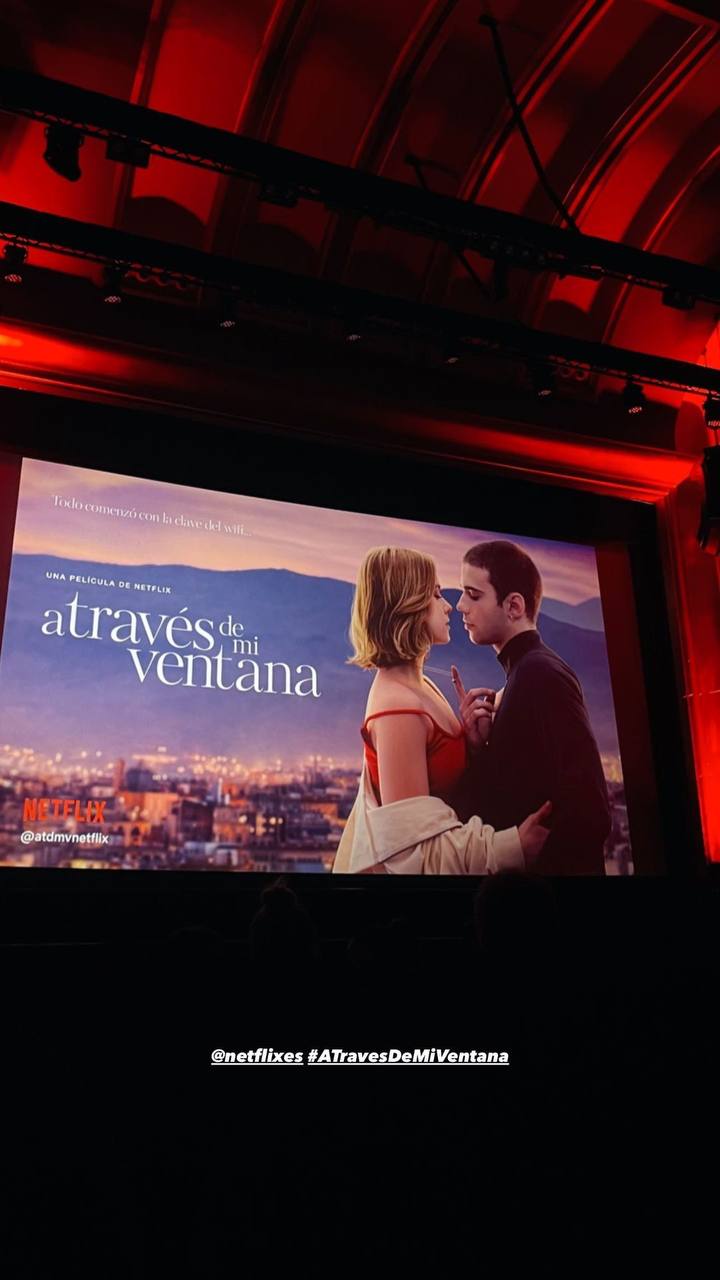 Todo comenzó con la clave del wifi...
UNA PELÍCULA DE NETFLIX
a través de
mi
ventana
NETFLIX
@atdmvnetflix
@netflixes #ATravesDeMiVentana